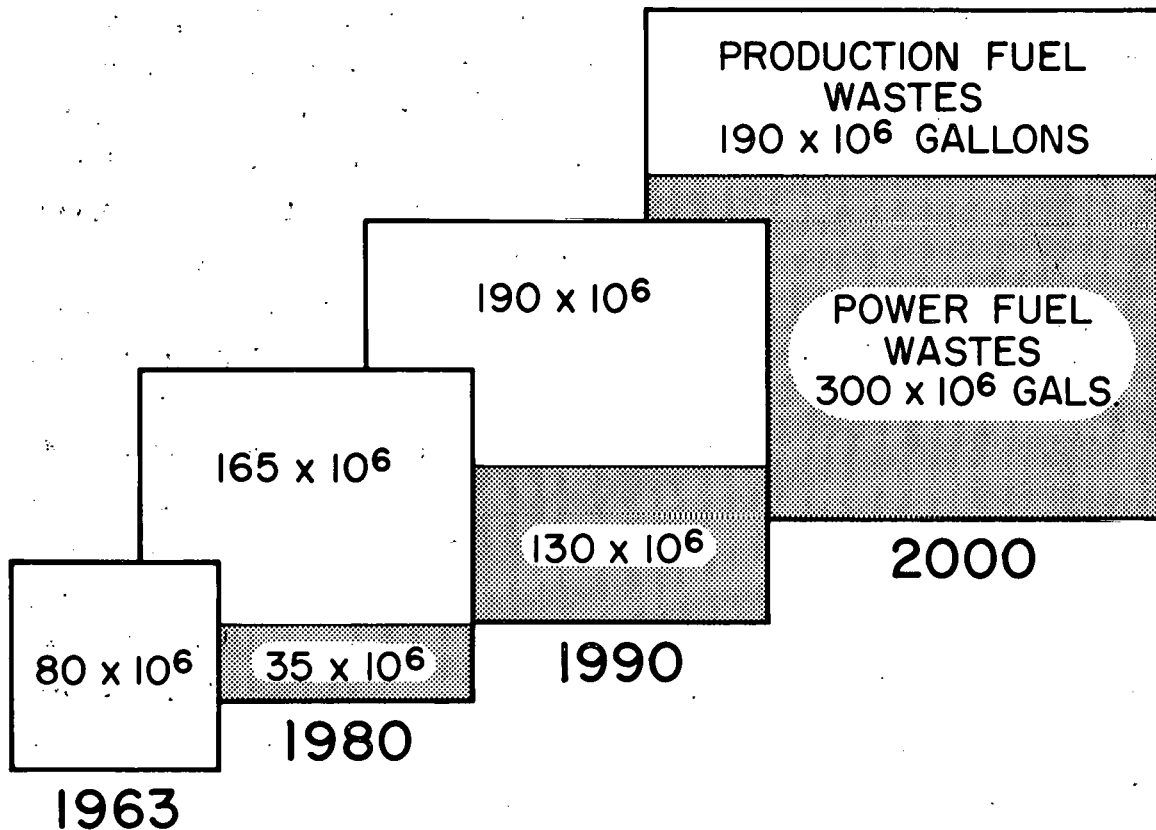 PRODUCTION FUEL
WASTES
190 x 10⁶ GALLONS
POWER FUEL
WASTES
300 x 10⁶ GALS.
2000
190 x 10⁶
130 x 10⁶
1990
165 x 10⁶
35 x 10⁶
1980
80 x 10⁶
1963